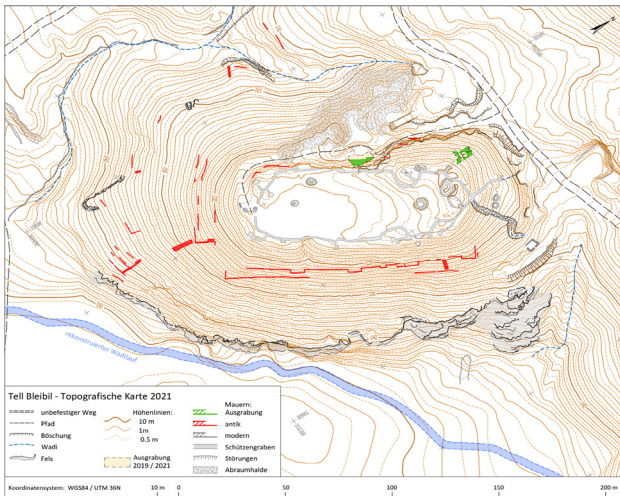 z
rekonstruierter Wadilauf
Tell Bleibil - Topografische Karte 2021
unbefestiger Weg
Pfad
Böschung
Wadi
Fels
Höhenlinien:
10 m
1m
0.5 m
Ausgrabung
2019 / 2021
Mauern:
Ausgrabung
antik
modern
Schützengraben
Störungen
Abraumhalde
Koordinatensystem: WGS84 / UTM 36N
10 m 0 50 100 150 200 m